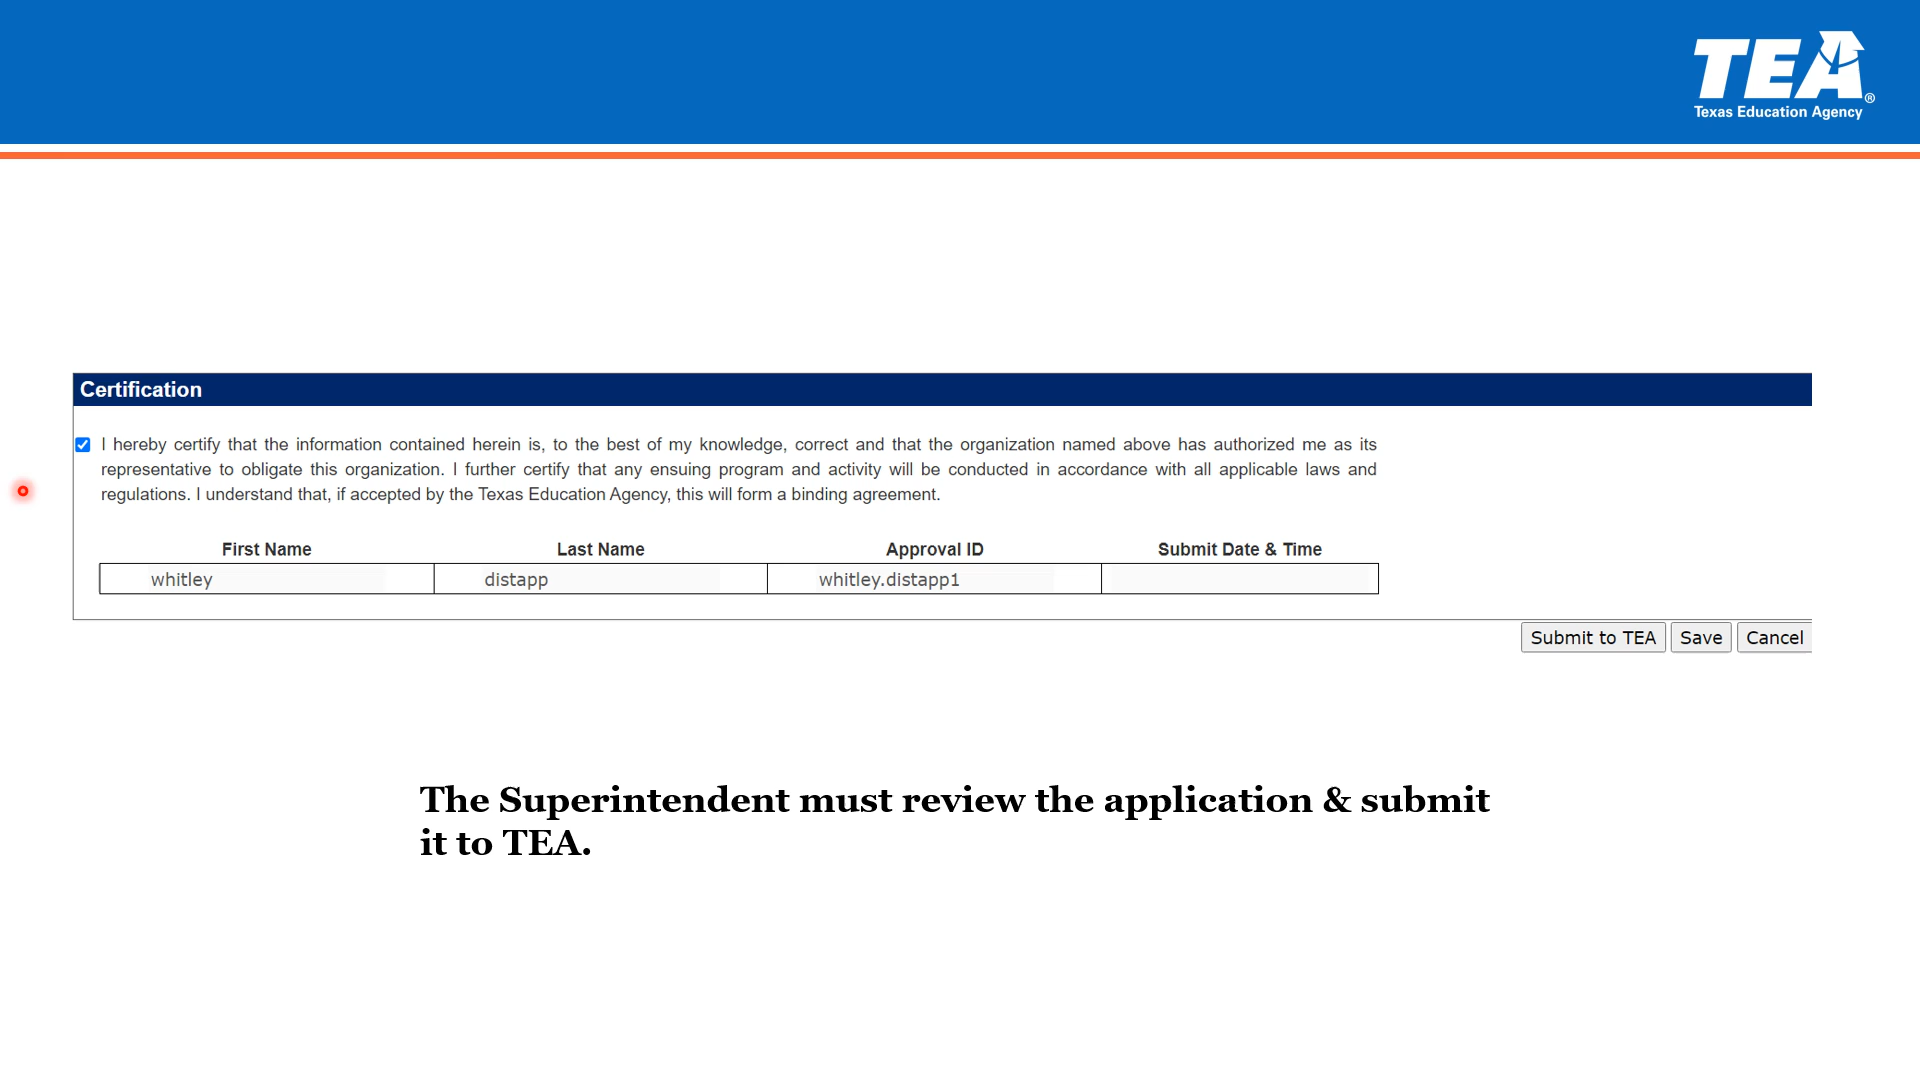 TEA®
Texas Education Agency
Certification
I hereby certify that the information contained herein is, to the best of my knowledge, correct and that the organization named above has authorized me as its
representative to obligate this organization. I further certify that any ensuing program and activity will be conducted in accordance with all applicable laws and
regulations. I understand that, if accepted by the Texas Education Agency, this will form a binding agreement.
First Name Last Name Approval ID Submit Date & Time
whitley distapp whitley.distapp1
Submit to TEA Save Cancel
The Superintendent must review the application & submit
it to TEA.